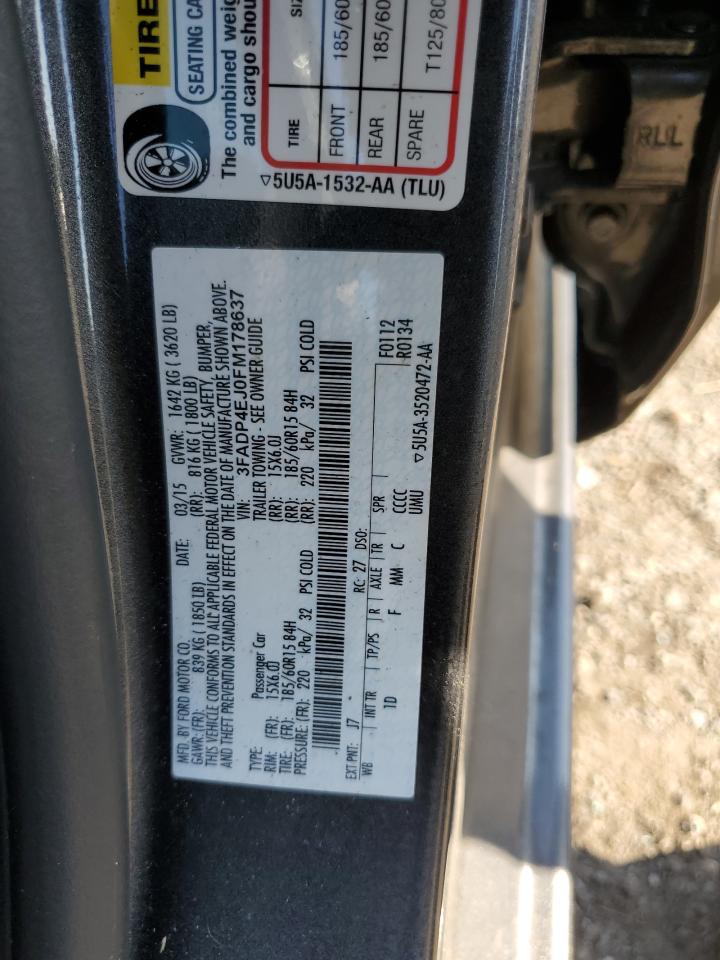 TIRE
SEATING CA
The combined weig
and cargo shou
TIRE SIZ
FRONT 185/60
REAR 185/60
SPARE T125/80
▽5U5A-1532-AA (TLU)
MFD. BY FORD MOTOR CO. DATE: 03/15 GVWR: 1642 KG ( 3620 LB)
GAWR:(FR): 839 KG ( 1850 LB) (RR): 816 KG ( 1800 LB)
THIS VEHICLE CONFORMS TO ALL APPLICABLE FEDERAL MOTOR VEHICLE SAFETY, BUMPER,
AND THEFT PREVENTION STANDARDS IN EFFECT ON THE DATE OF MANUFACTURE SHOWN ABOVE.
VIN: 3FADP4EJ0FM178637
TYPE: Passenger Car TRAILER TOWING - SEE OWNER GUIDE
RIM: (FR): 15X6.0J (RR): 15X6.0J
TIRE: (FR): 185/60R15 84H (RR): 185/60R15 84H
PRESSURE: (FR): 220 kPa/ 32 PSI COLD (RR): 220 kPa/ 32 PSI COLD
EXT PNT: J7 RC: 27 DSO: F0112
WB INT TR TP/PS R AXLE TR SPR R0134
1D F MM C CCCC
UMU
▽5U5A-3520472-AA
RLL